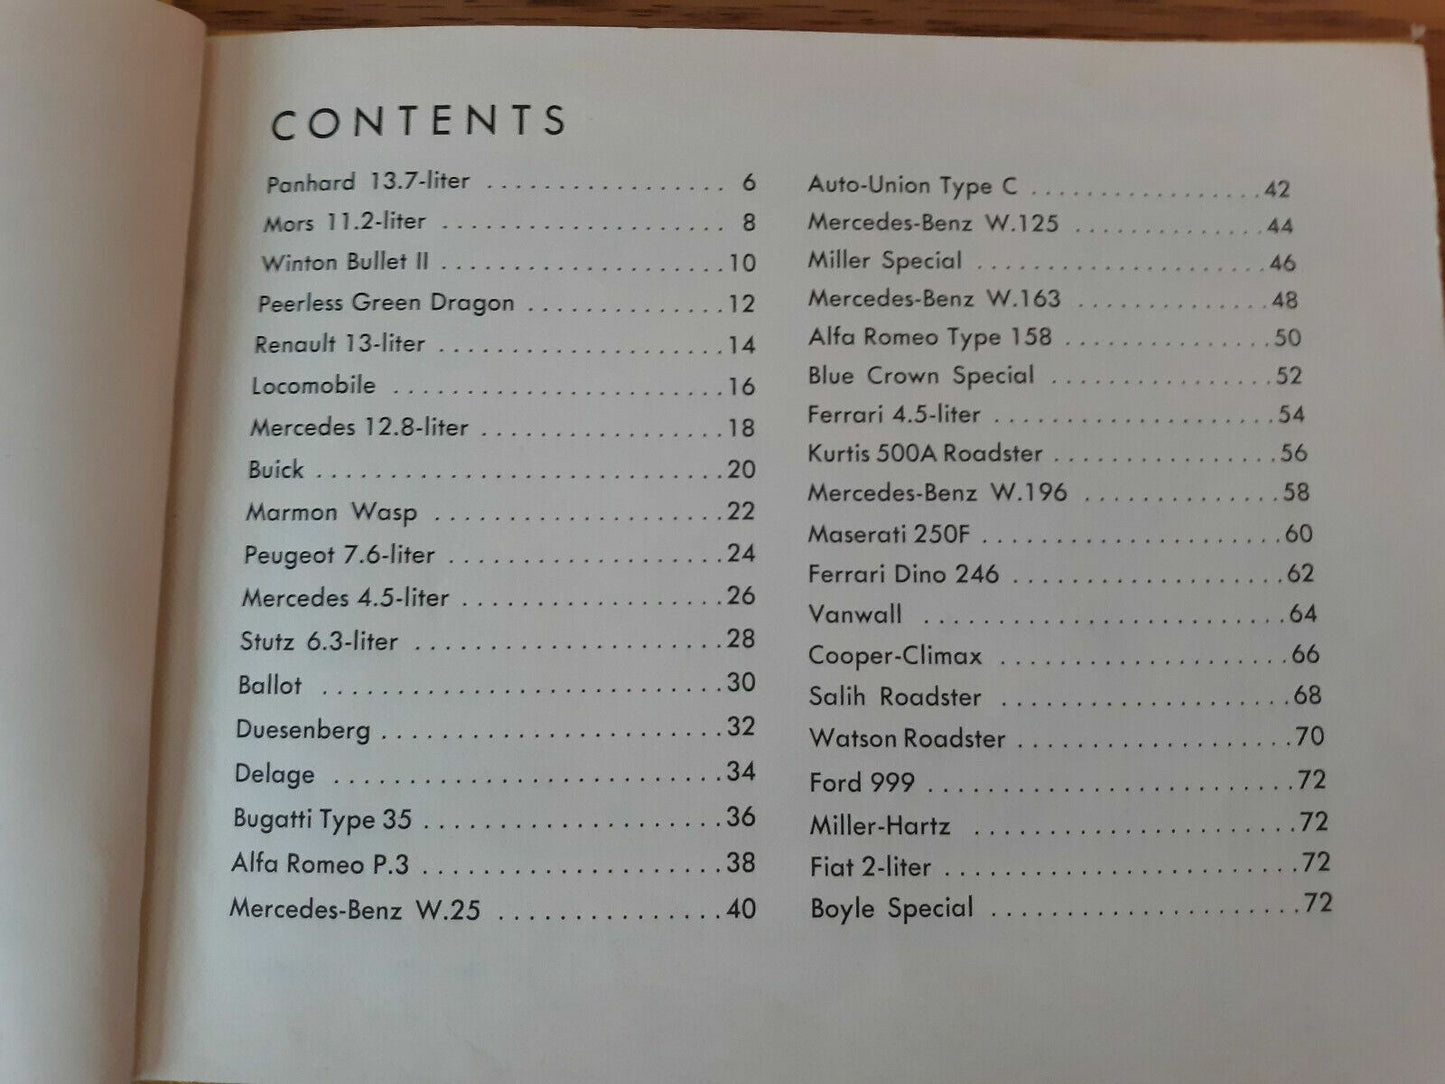 CONTENTS
Panhard 13.7-liter . . . . . . . . . . . . . . . . . 6
Mors 11.2-liter . . . . . . . . . . . . . . . . . . . . 8
Winton Bullet II . . . . . . . . . . . . . . . . . . . . 10
Peerless Green Dragon . . . . . . . . . . . . . . 12
Renault 13-liter . . . . . . . . . . . . . . . . . . . . 14
Locomobile . . . . . . . . . . . . . . . . . . . . . . . 16
Mercedes 12.8-liter . . . . . . . . . . . . . . . . . 18
Buick . . . . . . . . . . . . . . . . . . . . . . . . . . . . 20
Marmon Wasp . . . . . . . . . . . . . . . . . . . . 22
Peugeot 7.6-liter . . . . . . . . . . . . . . . . . . . 24
Mercedes 4.5-liter . . . . . . . . . . . . . . . . . . 26
Stutz 6.3-liter . . . . . . . . . . . . . . . . . . . . . . 28
Ballot . . . . . . . . . . . . . . . . . . . . . . . . . . . . 30
Duesenberg . . . . . . . . . . . . . . . . . . . . . . . . 32
Delage . . . . . . . . . . . . . . . . . . . . . . . . . . . 34
Bugatti Type 35 . . . . . . . . . . . . . . . . . . . . . 36
Alfa Romeo P.3 . . . . . . . . . . . . . . . . . . . . . 38
Mercedes-Benz W.25 . . . . . . . . . . . . . . . . 40
Auto-Union Type C . . . . . . . . . . . . . . . . 42
Mercedes-Benz W.125 . . . . . . . . . . . . . . 44
Miller Special . . . . . . . . . . . . . . . . . . . . 46
Mercedes-Benz W.163 . . . . . . . . . . . . . . 48
Alfa Romeo Type 158 . . . . . . . . . . . . . . . 50
Blue Crown Special . . . . . . . . . . . . . . . . 52
Ferrari 4.5-liter . . . . . . . . . . . . . . . . . . . . 54
Kurtis 500A Roadster . . . . . . . . . . . . . . . . 56
Mercedes-Benz W.196 . . . . . . . . . . . . . . 58
Maserati 250F . . . . . . . . . . . . . . . . . . . . . 60
Ferrari Dino 246 . . . . . . . . . . . . . . . . . . . 62
Vanwall . . . . . . . . . . . . . . . . . . . . . . . . . 64
Cooper-Climax . . . . . . . . . . . . . . . . . . . . 66
Salih Roadster . . . . . . . . . . . . . . . . . . . . 68
Watson Roadster . . . . . . . . . . . . . . . . . . . 70
Ford 999 . . . . . . . . . . . . . . . . . . . . . . . . . 72
Miller-Hartz . . . . . . . . . . . . . . . . . . . . . . 72
Fiat 2-liter . . . . . . . . . . . . . . . . . . . . . . . . 72
Boyle Special . . . . . . . . . . . . . . . . . . . . . 72